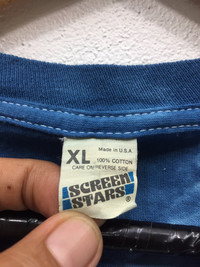 XL
Made in U.S.A.
100% COTTON
CARE ON REVERSE SIDE
SCREEN
STARS®